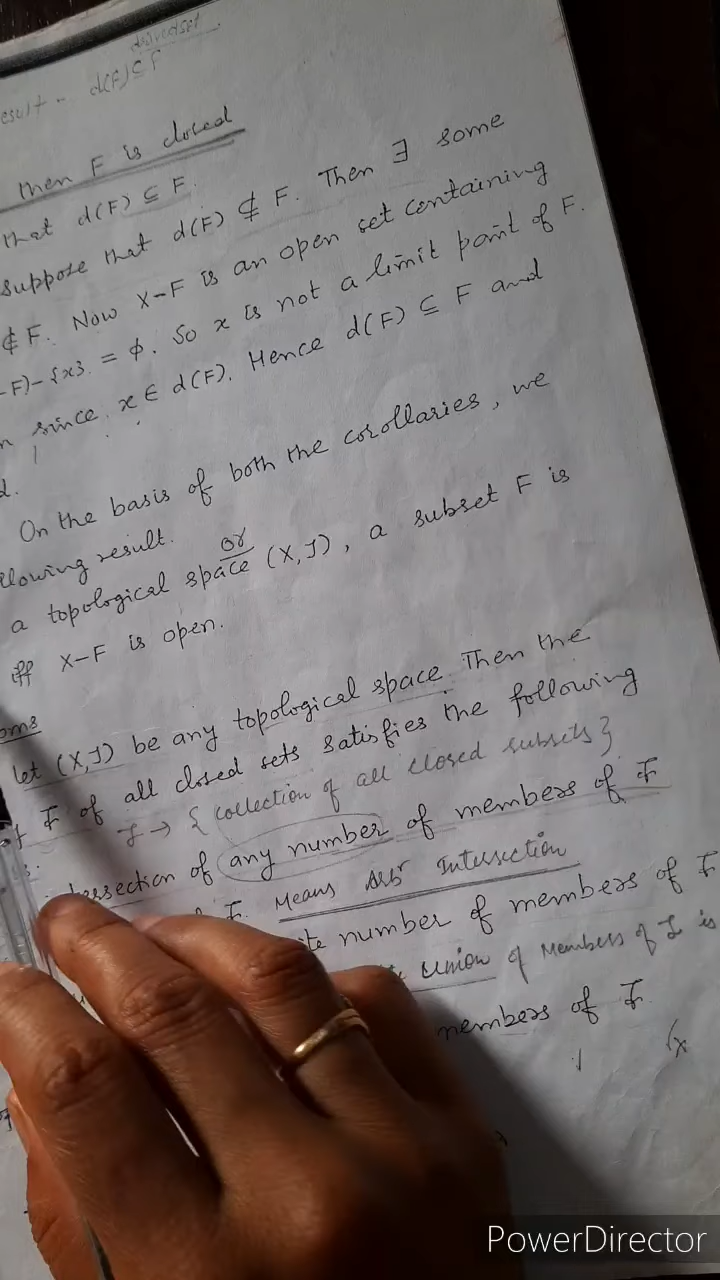 derived set.
esult - d(F) ⊆ F
then F is closed
that d(F) ⊆ F.
suppose that d(F) ⊈ F. Then ∃ some
∉ F. Now X-F is an open set containing
-F)-{x} = ϕ. So x is not a limit point of F.
n since x ∈ d(F). Hence d(F) ⊆ F and
d.
On the basis of both the corollaries, we
llowing result. or
a topological space (X, J), a subset F is
iff X-F is open.
oms
let (X, J) be any topological space. Then the
f F of all closed sets satisfies the following
s. F → { collection of all closed subsets }
tersection of any number of members of F
F. Means Arb Intersection
ite number of members of F
union of Members of F is
members of F.
(x
PowerDirector